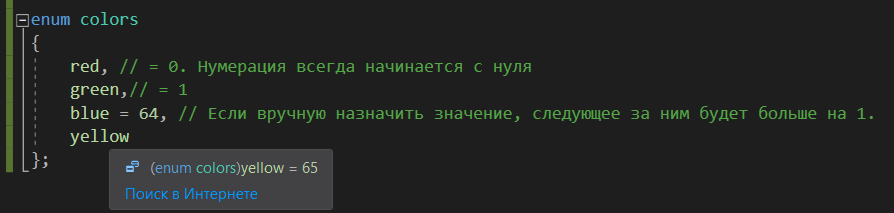 enum colors
{
red, // = 0. Нумерация всегда начинается с нуля
green,// = 1
blue = 64, // Если вручную назначить значение, следующее за ним будет больше на 1.
yellow
};
(enum colors)yellow = 65
Поиск в Интернете